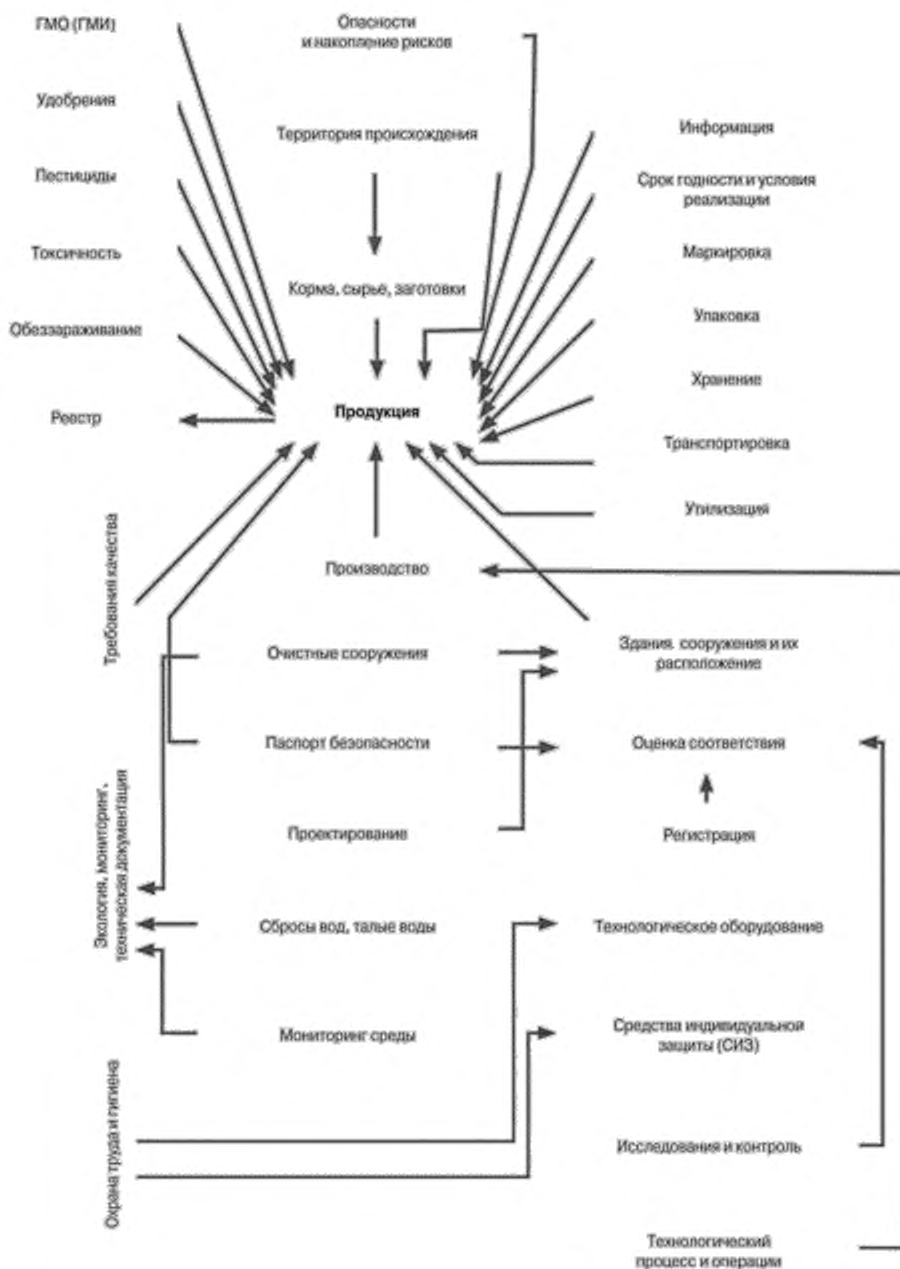 ГМО (ГМИ)
Опасности
и накопление рисков
Удобрения
Территория происхождения
Информация
Пестициды
Срок годности и условия
реализации
Токсичность
Маркировка
Корма, сырье, заготовки
Обеззараживание
Упаковка
Хранение
Реестр
Продукция
Транспортировка
Утилизация
Требования качества
Производство
Очистные сооружения
Здания сооружения и их
расположение
Паспорт безопасности
Оценка соответствия
Экология, мониторинг,
техническая документация
Проектирование
Регистрация
Сбросы вод, талые воды
Технологическое оборудование
Мониторинг среды
Средства индивидуальной
защиты (СИЗ)
Охрана труда и гигиена
Исследования и контроль
Технологический
процесс и операции